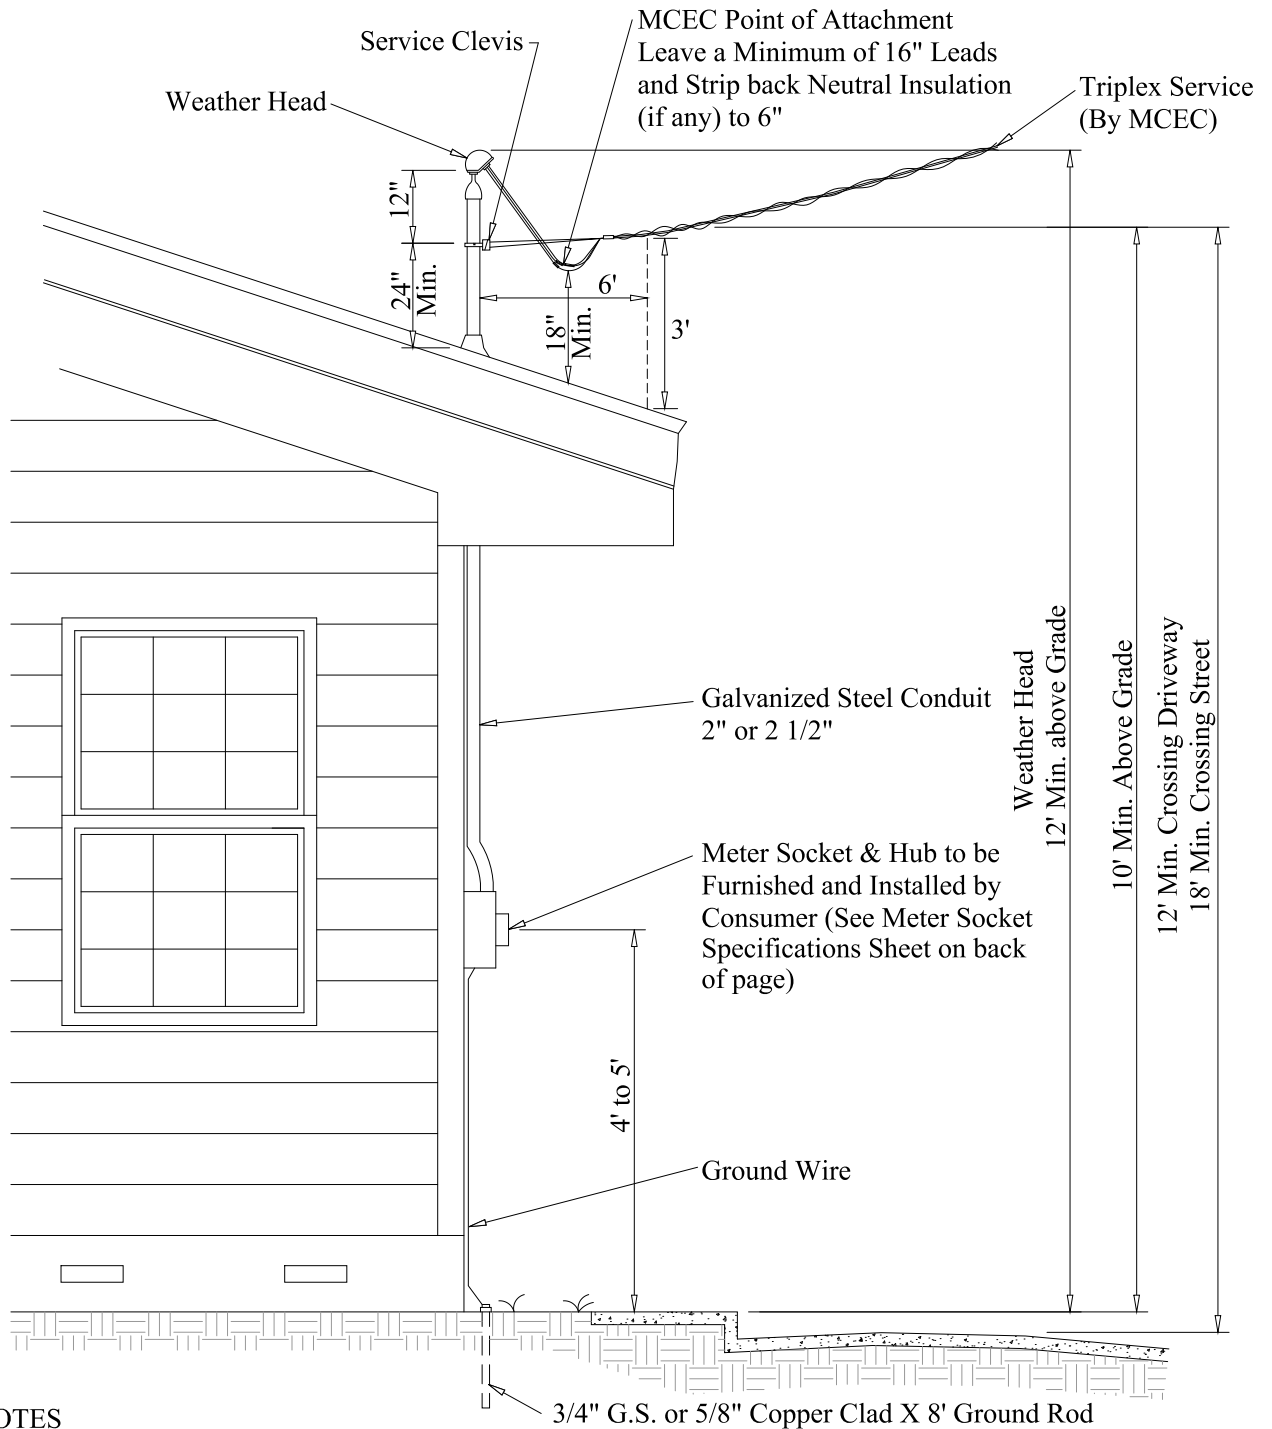 MCEC Point of Attachment
Leave a Minimum of 16" Leads
and Strip back Neutral Insulation
(if any) to 6"
Service Clevis
Weather Head
Triplex Service
(By MCEC)
12"
24"
Min.
6'
18"
Min.
3'
Weather Head
12' Min. above Grade
10' Min. Above Grade
12' Min. Crossing Driveway
18' Min. Crossing Street
Galvanized Steel Conduit
2" or 2 1/2"
Meter Socket & Hub to be
Furnished and Installed by
Consumer (See Meter Socket
Specifications Sheet on back
of page)
4' to 5'
Ground Wire
3/4" G.S. or 5/8" Copper Clad X 8' Ground Rod
OTES